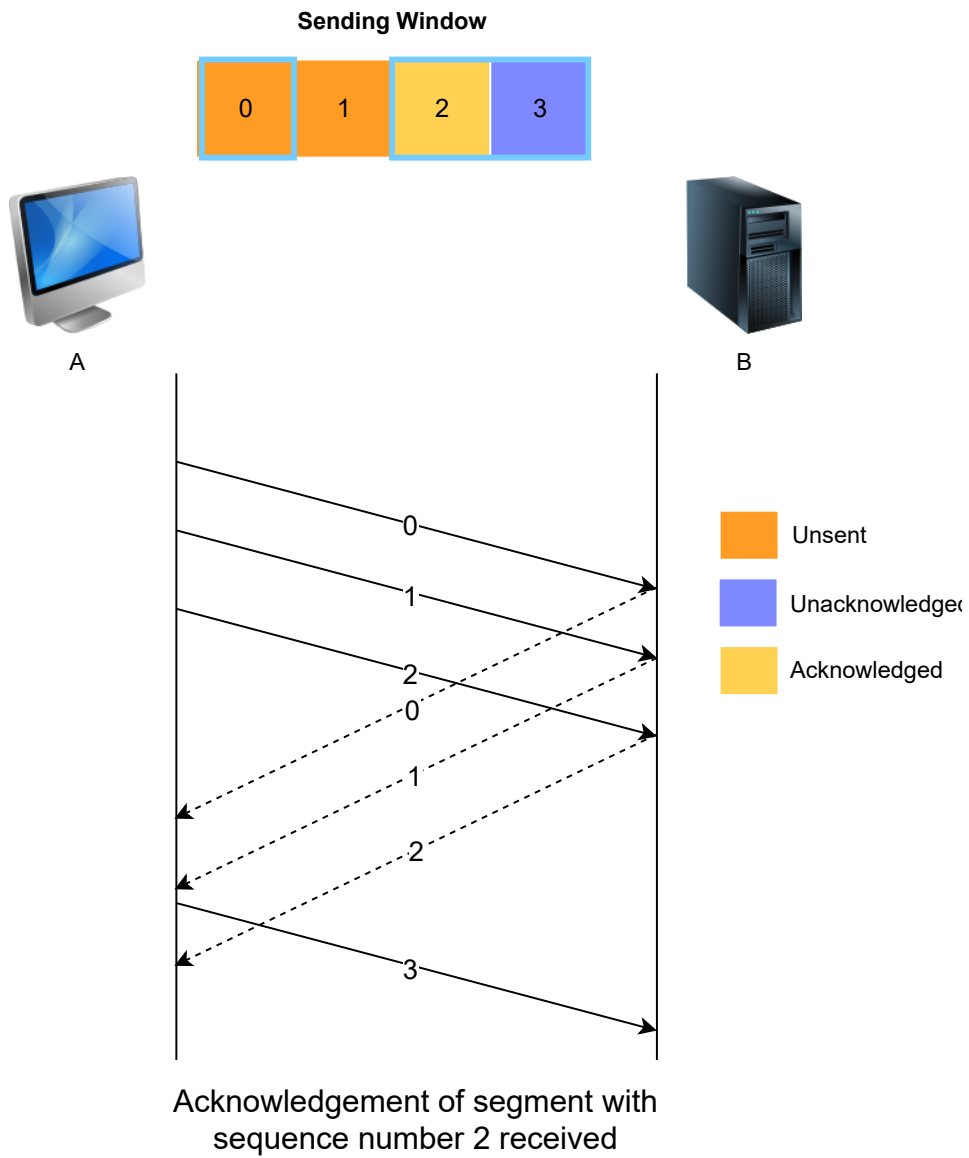 Sending Window
0 1 2 3
A
B
0
1
2
0
1
2
3
Unsent
Unacknowledged
Acknowledged
Acknowledgement of segment with
sequence number 2 received